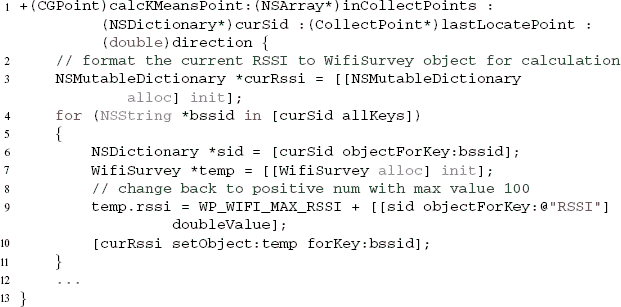 1 +(CGPoint)calcKMeansPoint:(NSArray*)inCollectPoints :
(NSDictionary*)curSid :(CollectPoint*)lastLocatePoint :
(double)direction {
2 // format the current RSSI to WifiSurvey object for calculation
3 NSMutableDictionary *curRssi = [[NSMutableDictionary
alloc] init];
4 for (NSString *bssid in [curSid allKeys])
5 {
6 NSDictionary *sid = [curSid objectForKey:bssid];
7 WifiSurvey *temp = [[WifiSurvey alloc] init];
8 // change back to positive num with max value 100
9 temp.rssi = WP_WIFI_MAX_RSSI + [[sid objectForKey:@"RSSI"]
doubleValue];
10 [curRssi setObject:temp forKey:bssid];
11 }
12 ...
13 }